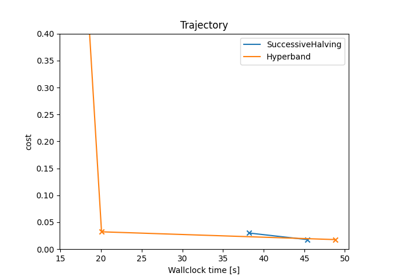 Trajectory
SuccessiveHalving
Hyperband
0.40
0.35
0.30
0.25
0.20
0.15
0.10
0.05
0.00
cost
15 20 25 30 35 40 45 50
Wallclock time [s]